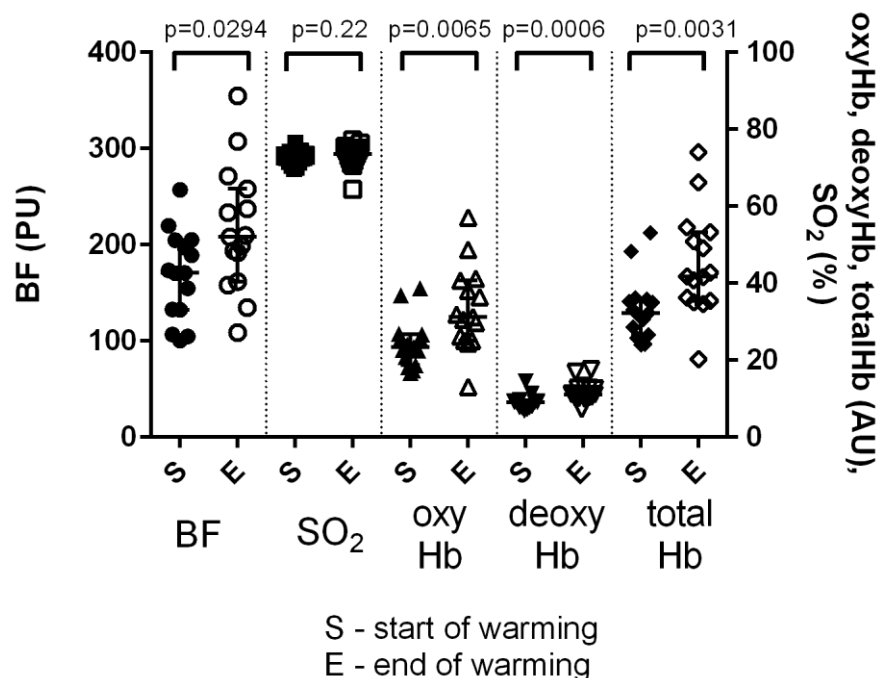 p=0.0294 p=0.22 p=0.0065 p=0.0006 p=0.0031
400
300
200
100
0
BF (PU)
100
80
60
40
20
0
oxyHb, deoxyHb, totalHb (AU),
SO₂ (%)
S E S E S E S E S E
BF SO₂ oxy Hb deoxy Hb total Hb
S - start of warming
E - end of warming